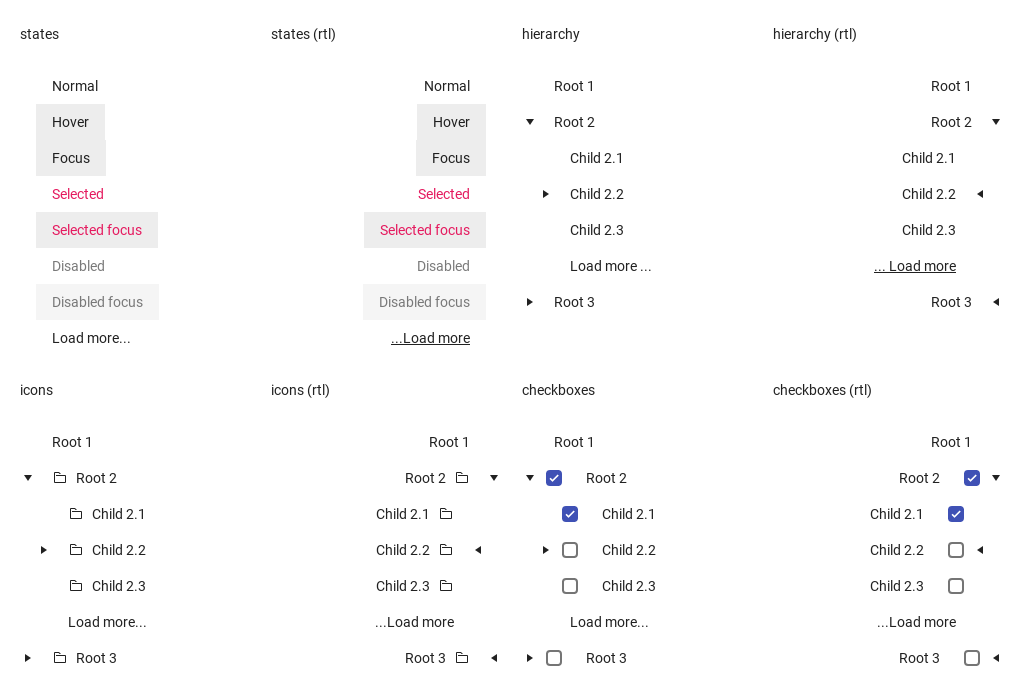 states
Normal
Hover
Focus
Selected
Selected focus
Disabled
Disabled focus
Load more...
states (rtl)
Normal
Hover
Focus
Selected
Selected focus
Disabled
Disabled focus
...Load more
hierarchy
Root 1
Root 2
Child 2.1
Child 2.2
Child 2.3
Load more ...
Root 3
hierarchy (rtl)
Root 1
Root 2
Child 2.1
Child 2.2
Child 2.3
... Load more
Root 3
icons
Root 1
Root 2
Child 2.1
Child 2.2
Child 2.3
Load more...
Root 3
icons (rtl)
Root 1
Root 2
Child 2.1
Child 2.2
Child 2.3
...Load more
Root 3
checkboxes
Root 1
Root 2
Child 2.1
Child 2.2
Child 2.3
Load more...
Root 3
checkboxes (rtl)
Root 1
Root 2
Child 2.1
Child 2.2
Child 2.3
...Load more
Root 3